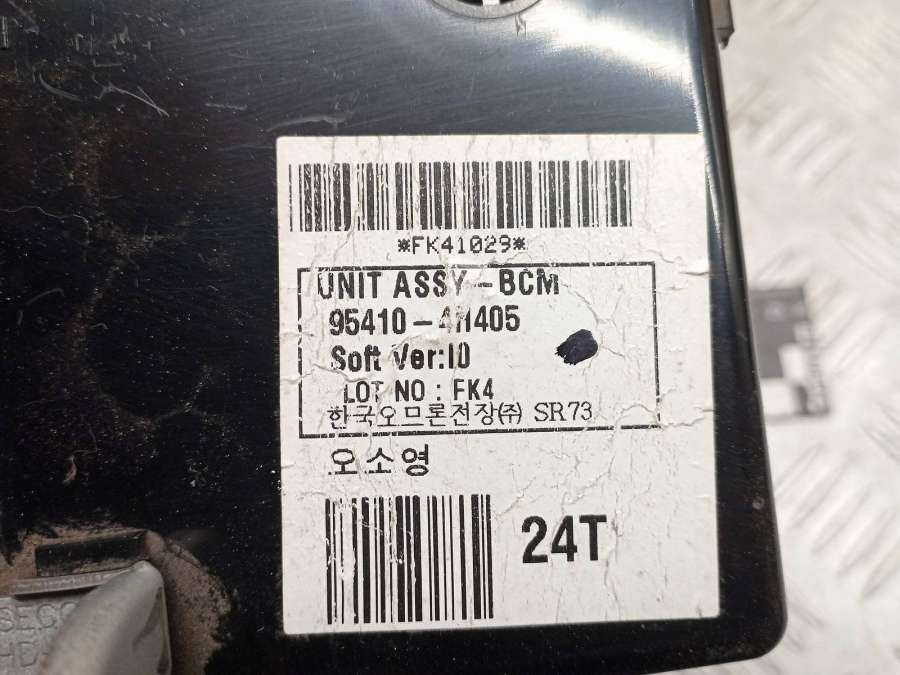 *FK41029*
UNIT ASSY-BCM
95410-4H405
Soft Ver:10
LOT NO : FK4
한국오므론전장㈜ SR73
오소영
24T
SECO